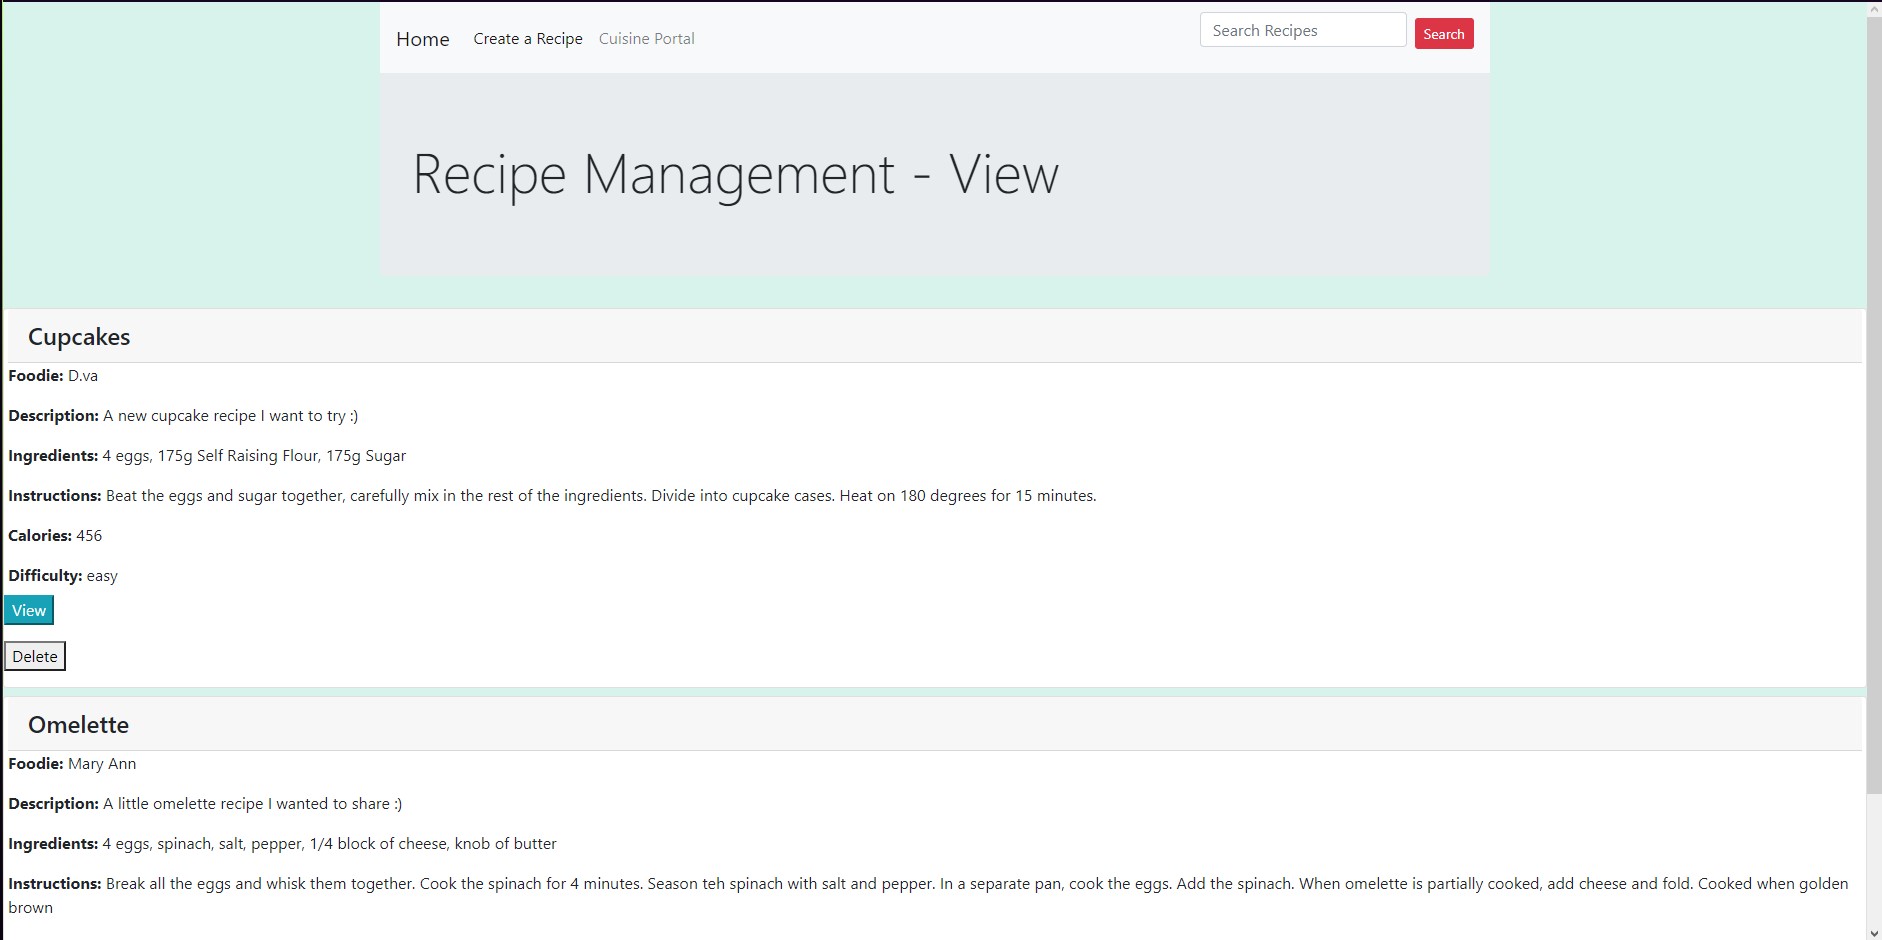 Home Create a Recipe Cuisine Portal Search Recipes Search
Recipe Management - View
Cupcakes
Foodie: D.va
Description: A new cupcake recipe I want to try :)
Ingredients: 4 eggs, 175g Self Raising Flour, 175g Sugar
Instructions: Beat the eggs and sugar together, carefully mix in the rest of the ingredients. Divide into cupcake cases. Heat on 180 degrees for 15 minutes.
Calories: 456
Difficulty: easy
View
Delete
Omelette
Foodie: Mary Ann
Description: A little omelette recipe I wanted to share :)
Ingredients: 4 eggs, spinach, salt, pepper, 1/4 block of cheese, knob of butter
Instructions: Break all the eggs and whisk them together. Cook the spinach for 4 minutes. Season teh spinach with salt and pepper. In a separate pan, cook the eggs. Add the spinach. When omelette is partially cooked, add cheese and fold. Cooked when golden
brown